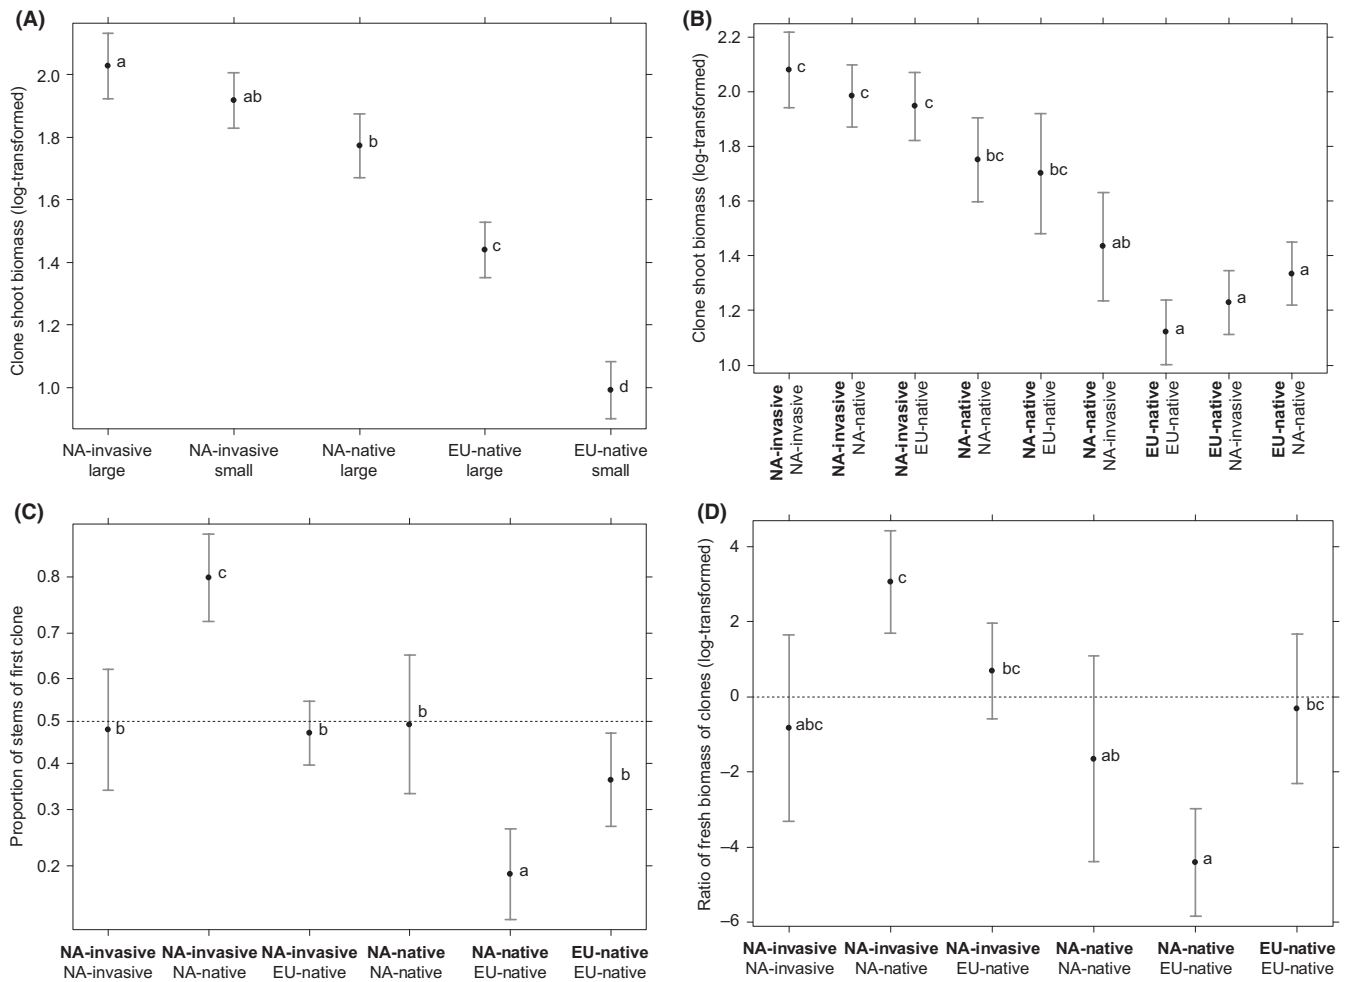 (A)
Clone shoot biomass (log-transformed)
2.0
1.8
1.6
1.4
1.2
1.0
a
ab
b
c
d
NA-invasive large
NA-invasive small
NA-native large
EU-native large
EU-native small
(B)
Clone shoot biomass (log-transformed)
2.2
2.0
1.8
1.6
1.4
1.2
1.0
c
c
c
bc
bc
ab
a
a
a
NA-invasive
NA-invasive
NA-invasive
NA-native
NA-invasive
EU-native
NA-native
NA-native
NA-native
EU-native
NA-native
NA-invasive
EU-native
EU-native
EU-native
NA-invasive
EU-native
NA-native
(C)
Proportion of stems of first clone
0.8
0.7
0.6
0.5
0.4
0.3
0.2
b
c
b
b
a
b
NA-invasive NA-invasive NA-invasive NA-native NA-native EU-native
NA-invasive NA-native EU-native NA-native EU-native EU-native
(D)
Ratio of fresh biomass of clones (log-transformed)
4
2
0
–2
–4
–6
abc
c
bc
ab
a
bc
NA-invasive NA-invasive NA-invasive NA-native NA-native EU-native
NA-invasive NA-native EU-native NA-native EU-native EU-native